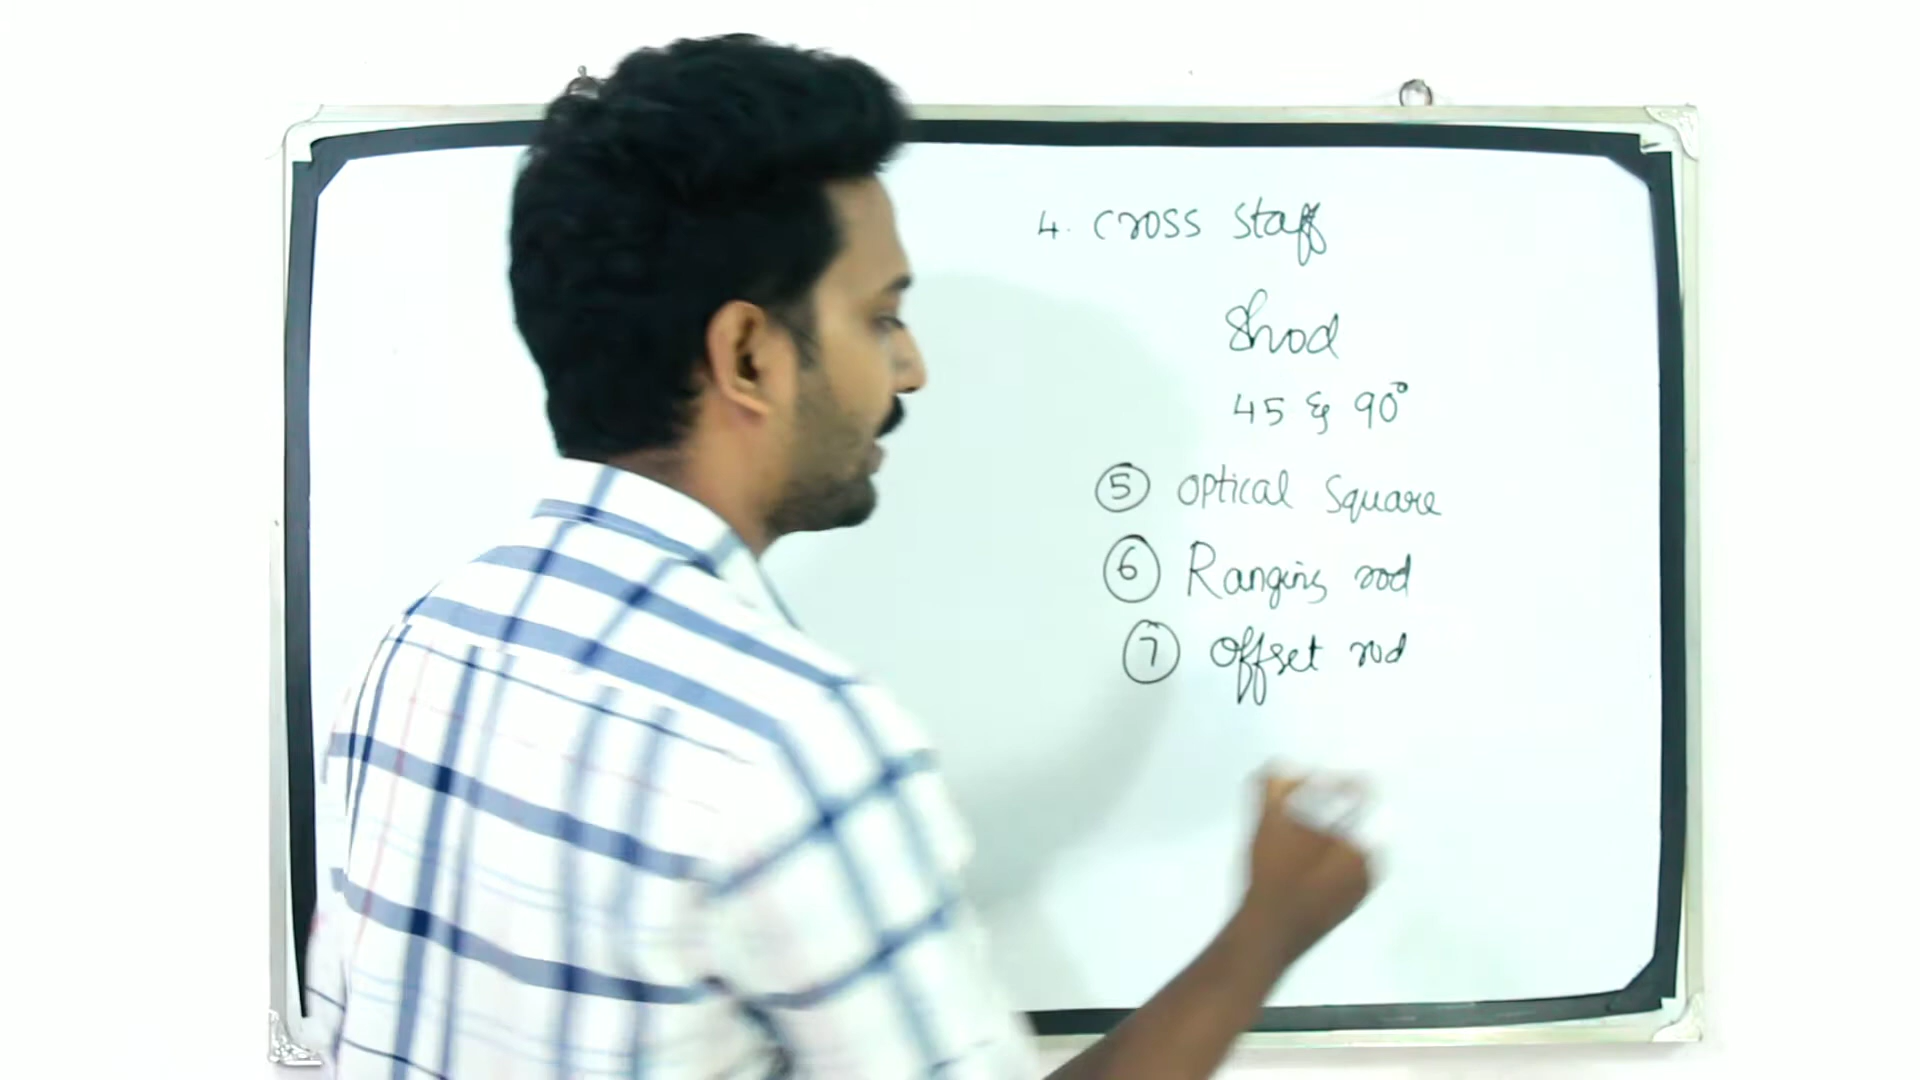 4. Cross Staff
Shod
45 & 90°
5 Optical Square
6 Ranging rod
7 Offset rod